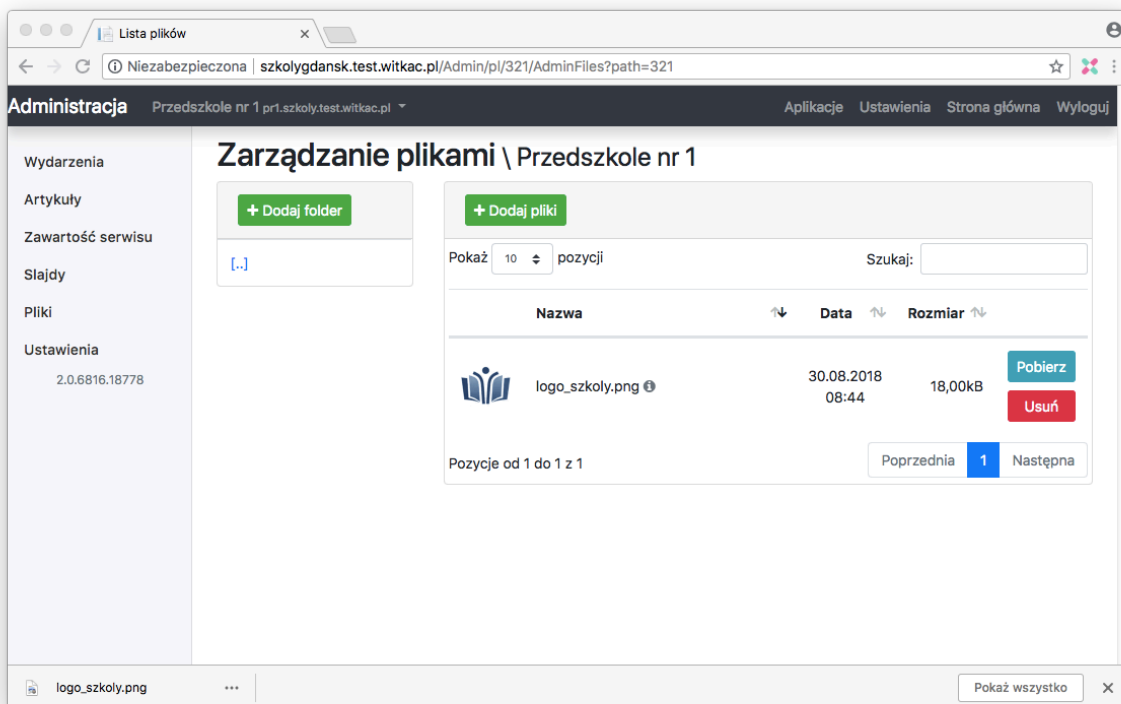 Lista plików
Niezabezpieczona | szkolygdansk.test.witkac.pl/Admin/pl/321/AdminFiles?path=321
Administracja Przedszkole nr 1 pr1.szkoly.test.witkac.pl Aplikacje Ustawienia Strona główna Wyloguj
Wydarzenia
Artykuły
Zawartość serwisu
Slajdy
Pliki
Ustawienia
2.0.6816.18778
Zarządzanie plikami \ Przedszkole nr 1
+ Dodaj folder
[..]
+ Dodaj pliki
Pokaż 10 pozycji Szukaj:
Nazwa Data Rozmiar
logo_szkoly.png 30.08.2018 08:44 18,00kB Pobierz
Usuń
Pozycje od 1 do 1 z 1 Poprzednia 1 Następna
logo_szkoly.png ... Pokaż wszystko